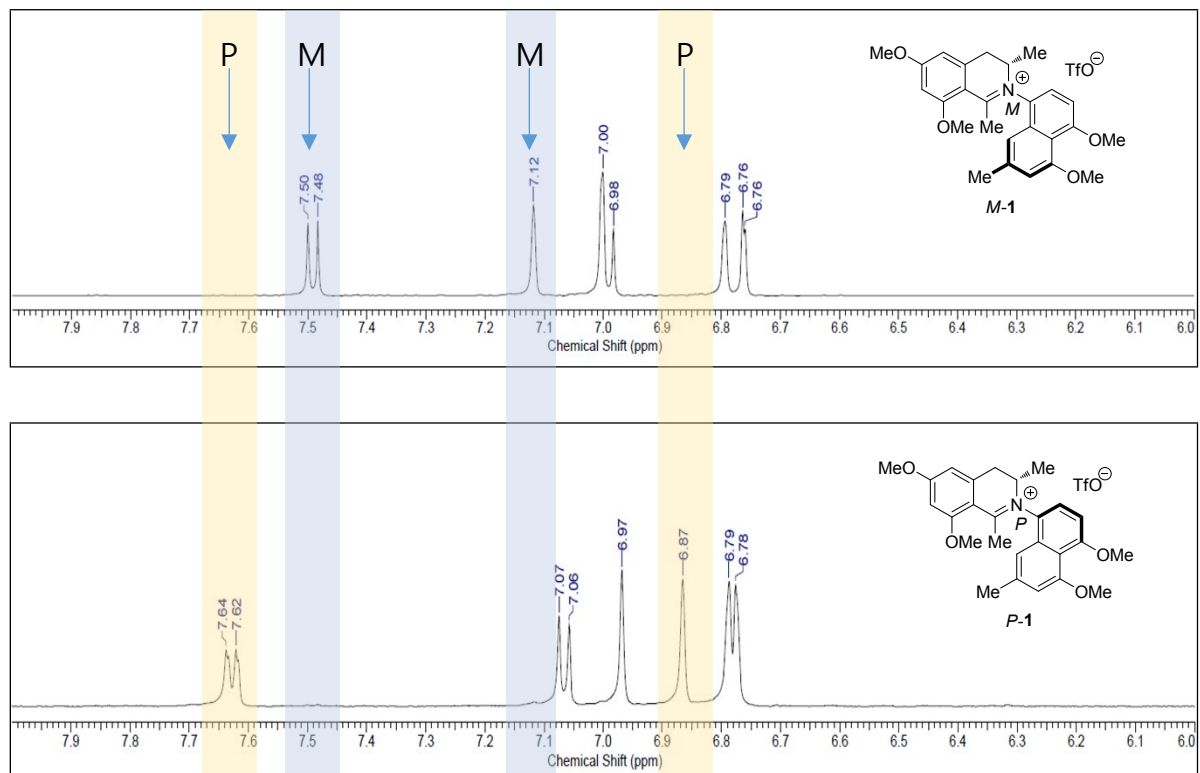 P M M P
7.50
7.48
7.12
7.00
6.98
6.79
6.76
6.76
MeO
Me
TfO⊖
N⊕
M
OMe
Me
OMe
Me
OMe
M-1
7.9 7.8 7.7 7.6 7.5 7.4 7.3 7.2 7.1 7.0 6.9 6.8 6.7 6.6 6.5 6.4 6.3 6.2 6.1 6.0
Chemical Shift (ppm)
7.64
7.62
7.07
7.06
6.97
6.87
6.79
6.78
MeO
Me
TfO⊖
N⊕
P
OMe Me
OMe
Me
OMe
P-1
7.9 7.8 7.7 7.6 7.5 7.4 7.3 7.2 7.1 7.0 6.9 6.8 6.7 6.6 6.5 6.4 6.3 6.2 6.1 6.0
Chemical Shift (ppm)